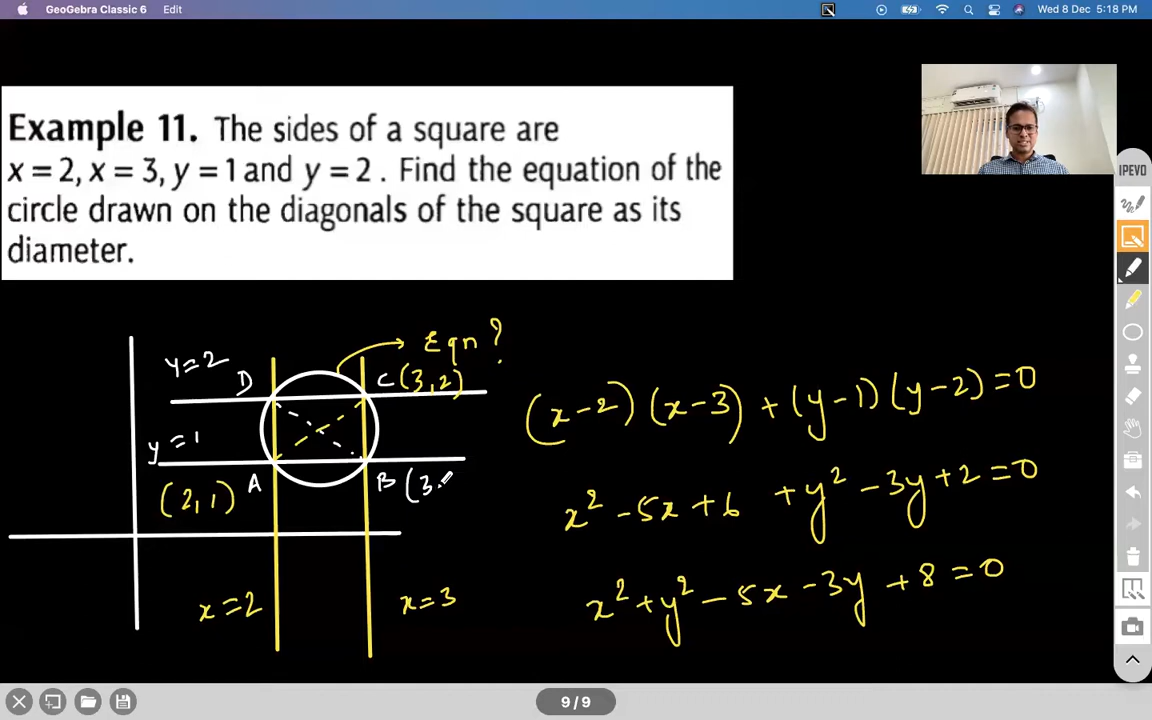 GeoGebra Classic 6 Edit Wed 8 Dec 5:18 PM
Example 11. The sides of a square are
x = 2, x = 3, y = 1 and y = 2. Find the equation of the
circle drawn on the diagonals of the square as its
diameter.
IPEVO
Eqn ?
y=2
D
C (3,2)
y=1
A
B (3,
(2,1)
x=2
x=3
(x-2)(x-3)+(y-1)(y-2)=0
x²-5x+6 +y²-3y+2=0
x²+y²-5x-3y+8=0
9 / 9